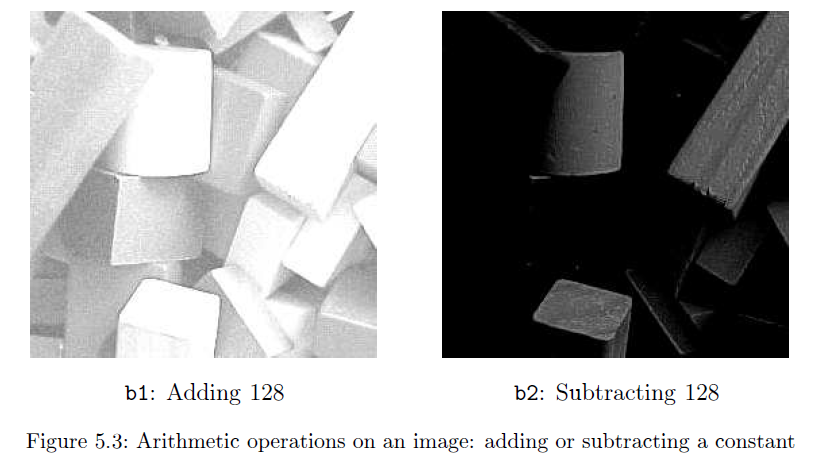 b1: Adding 128
b2: Subtracting 128
Figure 5.3: Arithmetic operations on an image: adding or subtracting a constant